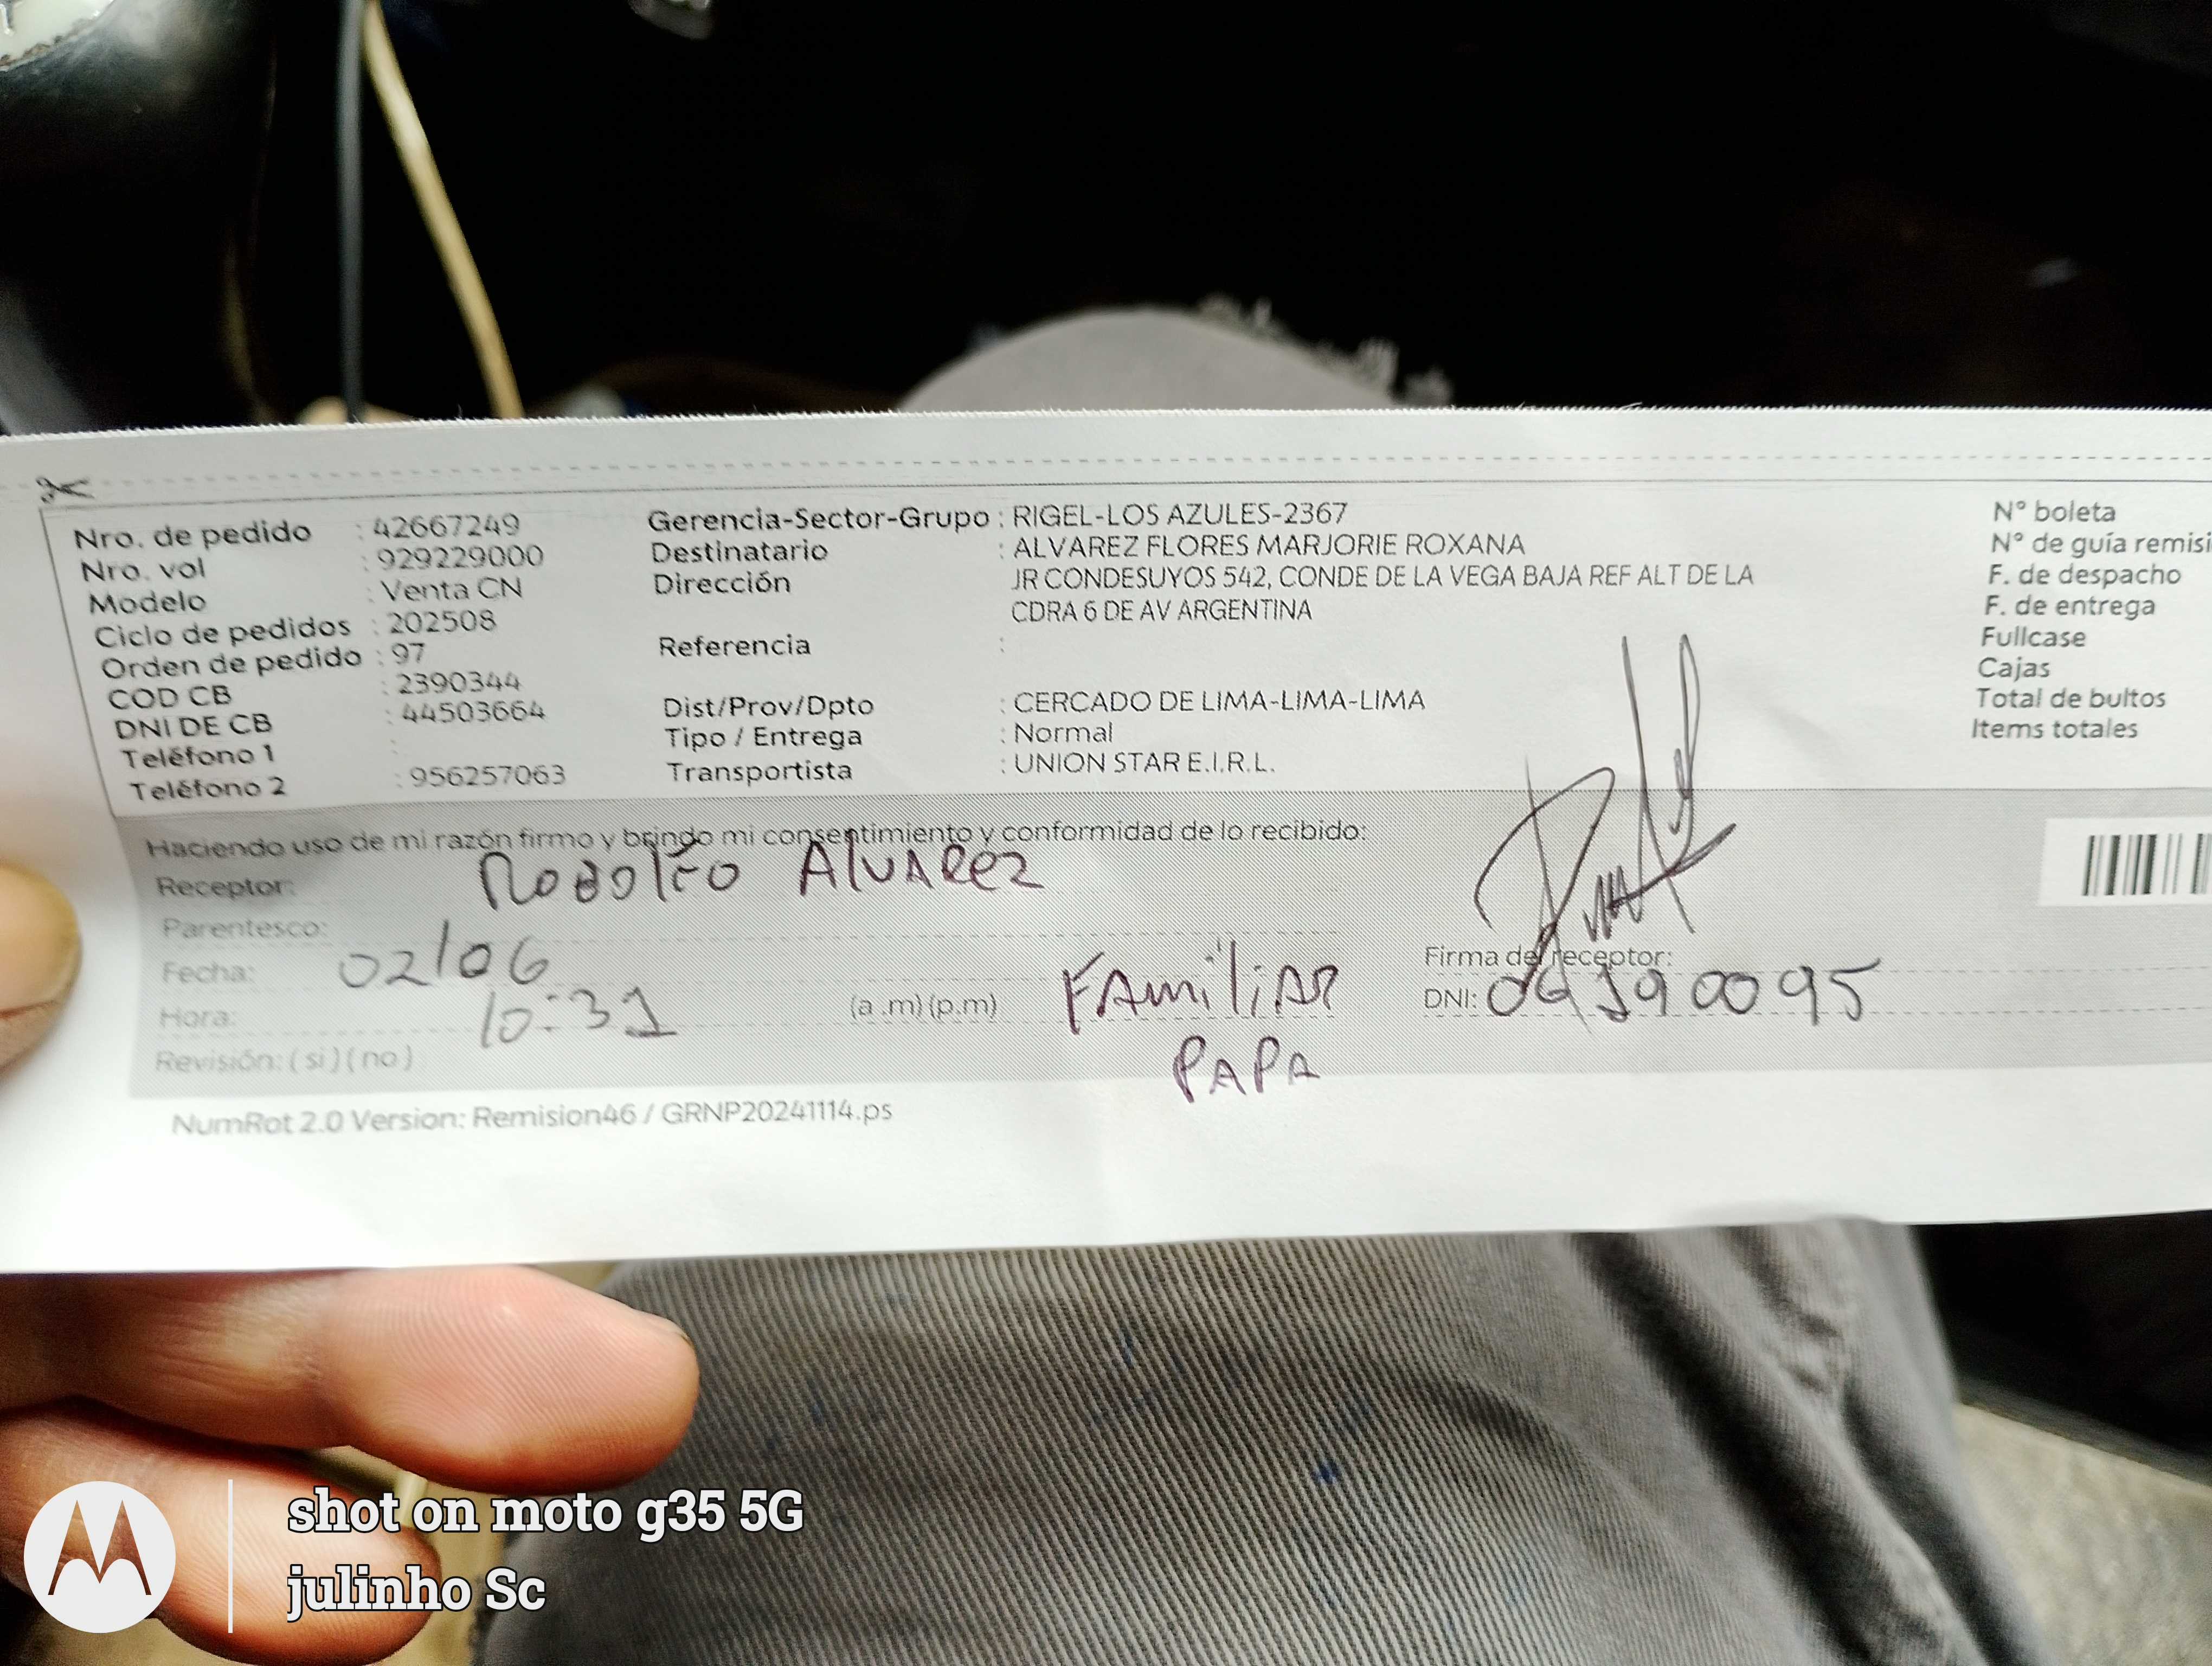 Nro. de pedido : 42667249
Nro. vol : 929229000
Modelo : Venta CN
Ciclo de pedidos : 202508
Orden de pedido : 97
COD CB : 2390344
DNI DE CB : 44503664
Teléfono 1 :
Teléfono 2 : 956257063
Gerencia-Sector-Grupo : RIGEL-LOS AZULES-2367
Destinatario : ALVAREZ FLORES MARJORIE ROXANA
Dirección JR CONDESUYOS 542, CONDE DE LA VEGA BAJA REF ALT DE LA
CDRA 6 DE AV ARGENTINA
Referencia :
Dist/Prov/Dpto : CERCADO DE LIMA-LIMA-LIMA
Tipo / Entrega : Normal
Transportista : UNION STAR E.I.R.L.
N° boleta
N° de guía remisi
F. de despacho
F. de entrega
Fullcase
Cajas
Total de bultos
Items totales
Haciendo uso de mi razón firmo y brindo mi consentimiento y conformidad de lo recibido:
Receptor: Alvarez
Parentesco:
Fecha: 02/06
Hora: 10:31 (a .m) (p.m)
Revisión: ( si ) ( no )
Familiar
PAPA
Firma del receptor:
DNI:
NumRot 2.0 Version: Remision46 / GRNP20241114.ps
shot on moto g35 5G
julinho Sc